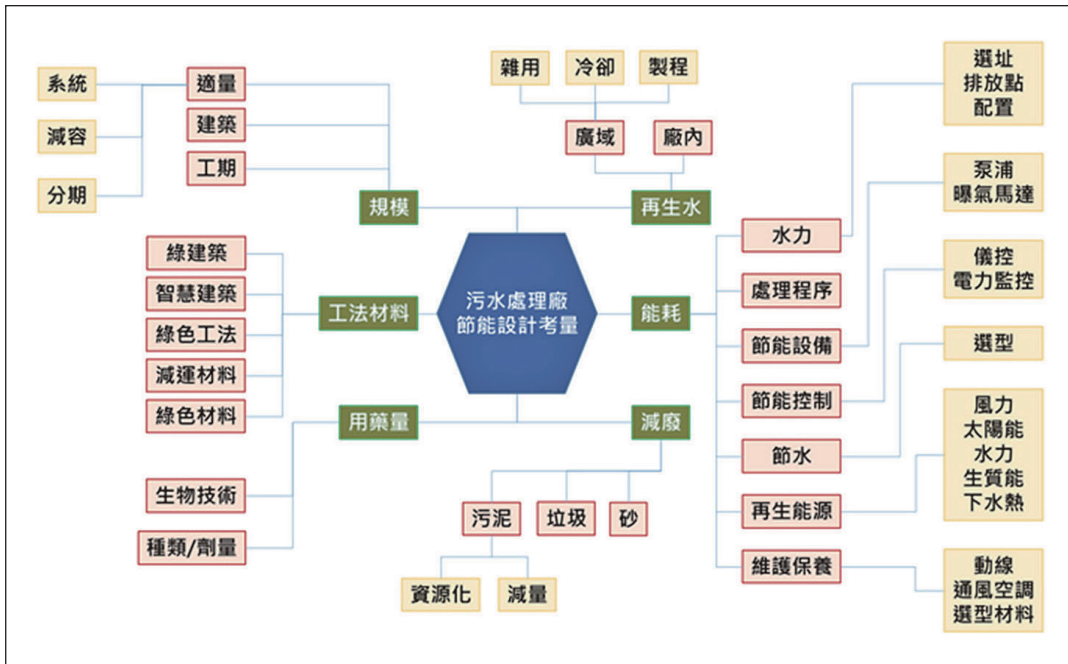 污水處理廠
節能設計考量
規模
適量
系統
減容
分期
建築
工期
再生水
廣域
雜用
冷卻
製程
廠內
工法材料
綠建築
智慧建築
綠色工法
減運材料
綠色材料
能耗
水力
選址
排放點
配置
處理程序
節能設備
泵浦
曝氣馬達
節能控制
儀控
電力監控
節水
選型
再生能源
風力
太陽能
水力
生質能
下水熱
維護保養
動線
通風空調
選型材料
用藥量
生物技術
種類/劑量
減廢
污泥
資源化
減量
垃圾
砂